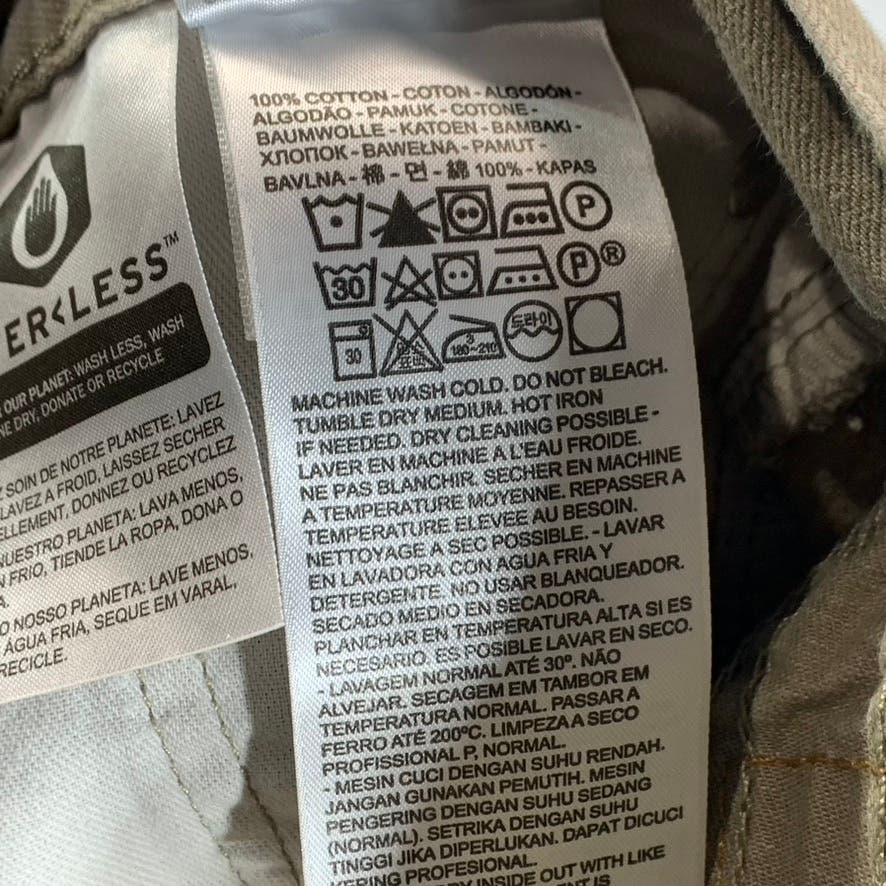 ER<LESS™
OUR PLANET: WASH LESS, WASH
DRY, DONATE OR RECYCLE
SOIN DE NOTRE PLANETE: LAVEZ
LAVEZ A FROID, LAISSEZ SECHER
ELLEMENT, DONNEZ OU RECYCLEZ
NUESTRO PLANETA: LAVA MENOS,
FRIO, TIENDE LA ROPA, DONA O
O NOSSO PLANETA: LAVE MENOS,
ÁGUA FRIA, SEQUE EM VARAL,
RECICLE.
100% COTTON - COTON - ALGODÓN -
ALGODÃO - PAMUK - COTONE -
BAUMWOLLE - KATOEN - BAMBAKI -
ХЛОПОК - BAWEŁNA - PAMUT -
BAVLNA - 棉 - 면 - 綿 100% - KAPAS
P
30 P ®
30 3 180~210 드라이
MACHINE WASH COLD. DO NOT BLEACH.
TUMBLE DRY MEDIUM. HOT IRON
IF NEEDED. DRY CLEANING POSSIBLE -
LAVER EN MACHINE A L'EAU FROIDE.
NE PAS BLANCHIR. SECHER EN MACHINE
A TEMPERATURE MOYENNE. REPASSER A
TEMPERATURE ELEVEE AU BESOIN.
NETTOYAGE A SEC POSSIBLE. - LAVAR
EN LAVADORA CON AGUA FRIA Y
DETERGENTE. NO USAR BLANQUEADOR.
SECADO MEDIO EN SECADORA.
PLANCHAR EN TEMPERATURA ALTA SI ES
NECESARIO. ES POSIBLE LAVAR EN SECO.
- LAVAGEM NORMAL ATÉ 30º. NÃO
ALVEJAR. SECAGEM EM TAMBOR EM
TEMPERATURA NORMAL. PASSAR A
FERRO ATÉ 200ºC. LIMPEZA A SECO
PROFISSIONAL P, NORMAL.
- MESIN CUCI DENGAN SUHU RENDAH.
JANGAN GUNAKAN PEMUTIH. MESIN
PENGERING DENGAN SUHU SEDANG
(NORMAL). SETRIKA DENGAN SUHU
TINGGI JIKA DIPERLUKAN. DAPAT DICUCI
KERING PROFESIONAL.
INSIDE OUT WITH LIKE